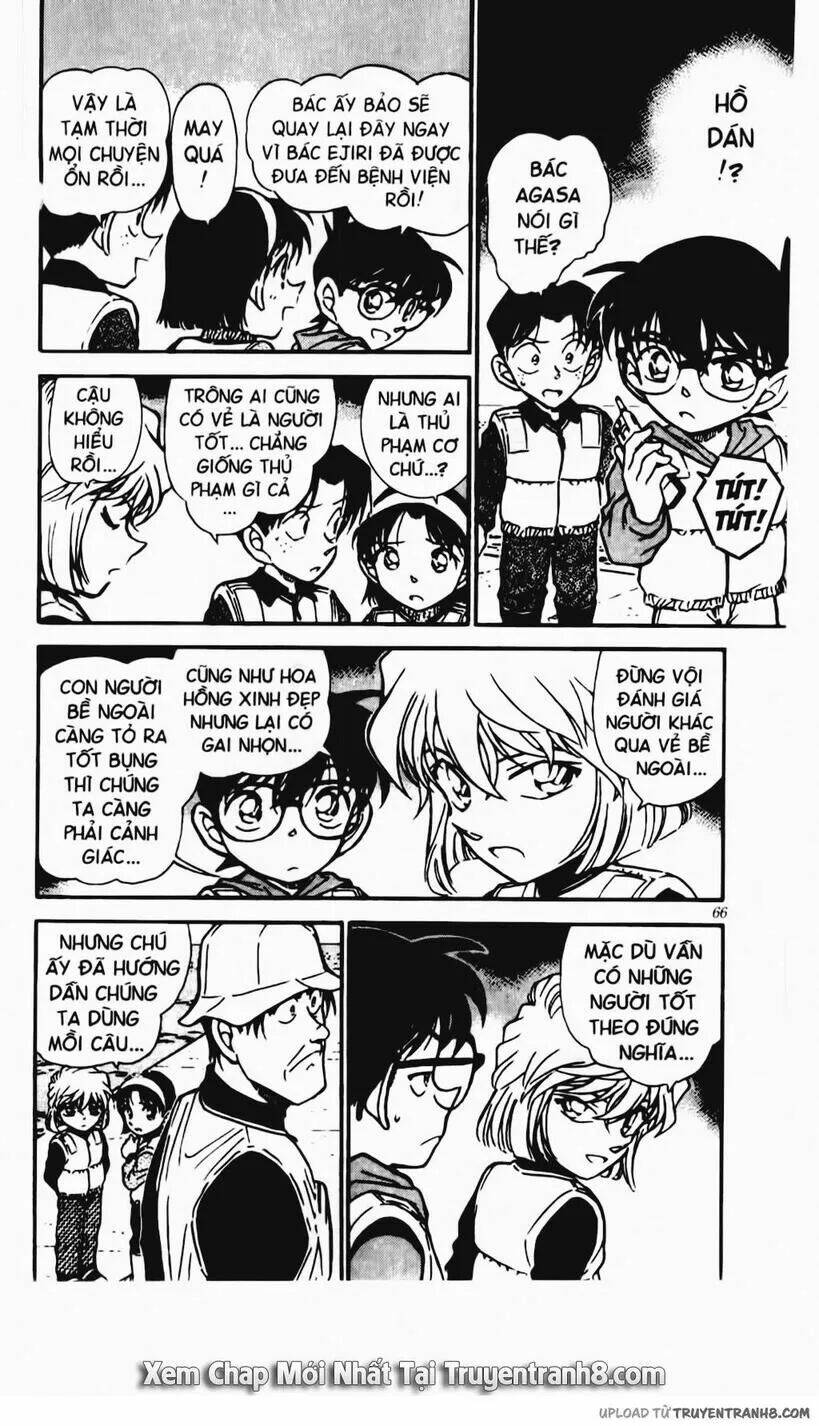 HỒ
DÁN
!?
BÁC
AGASA
NÓI GÌ
THẾ?
TÚT!
TÚT!
BÁC ẤY BẢO SẼ
QUAY LẠI ĐÂY NGAY
VÌ BÁC EJIRI ĐÃ ĐƯỢC
ĐƯA ĐẾN BỆNH VIỆN
RỒI!
MAY
QUÁ
!
VẬY LÀ
TẠM THỜI
MỌI CHUYỆN
ỔN RỒI...
NHƯNG AI
LÀ THỦ
PHẠM CƠ
CHỨ...?
TRÔNG AI CŨNG
CÓ VẺ LÀ NGƯỜI
TỐT... CHẲNG
GIỐNG THỦ
PHẠM GÌ CẢ
...
CẬU
KHÔNG
HIỂU
RỒI...
ĐỪNG VỘI
ĐÁNH GIÁ
NGƯỜI KHÁC
QUA VẺ BỀ
NGOÀI...
CŨNG NHƯ HOA
HỒNG XINH ĐẸP
NHƯNG LẠI CÓ
GAI NHỌN...
CON NGƯỜI
BỀ NGOÀI
CÀNG TỎ RA
TỐT BỤNG
THÌ CHÚNG
TA CÀNG
PHẢI CẢNH
GIÁC...
66
MẶC DÙ VẪN
CÓ NHỮNG
NGƯỜI TỐT
THEO ĐÚNG
NGHĨA...
NHƯNG CHÚ
ẤY ĐÃ HƯỚNG
DẪN CHÚNG
TA DÙNG
MỒI CÂU...
Xem Chap Mới Nhất Tại Truyentranh8.com
UPLOAD TỪ TRUYENTRANH8.COM